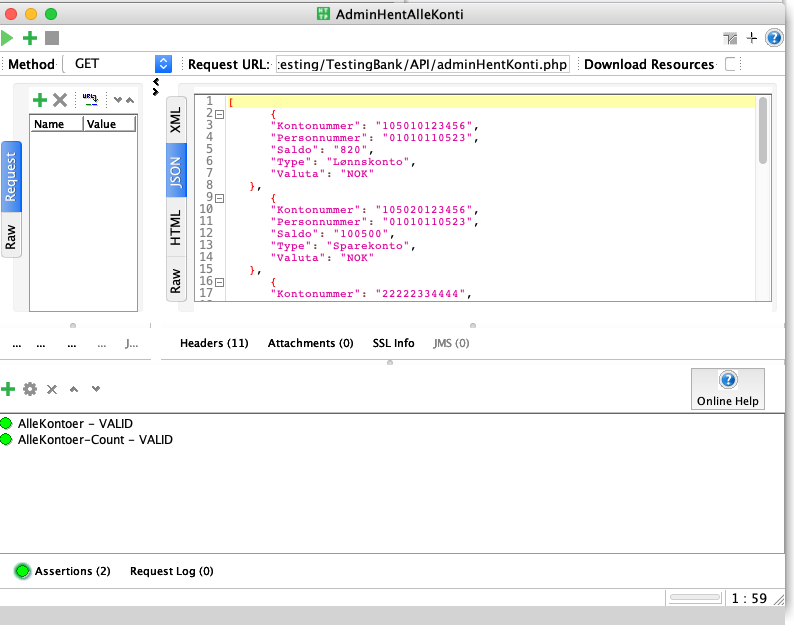 AdminHentAlleKonti
Method GET Request URL: :esting/TestingBank/API/adminHentKonti.php Download Resources
Name Value
Request
Raw
XML
JSON
HTML
Raw
1 [
2 {
3 "Kontonummer": "105010123456",
4 "Personnummer": "01010110523",
5 "Saldo": "820",
6 "Type": "Lønnskonto",
7 "Valuta": "NOK"
8 },
9 {
10 "Kontonummer": "105020123456",
11 "Personnummer": "01010110523",
12 "Saldo": "100500",
13 "Type": "Sparekonto",
14 "Valuta": "NOK"
15 },
16 {
17 "Kontonummer": "22222334444",
... ... ... ... J...
Headers (11) Attachments (0) SSL Info JMS (0)
Online Help
AlleKontoer – VALID
AlleKontoer-Count – VALID
Assertions (2) Request Log (0)
1 : 59